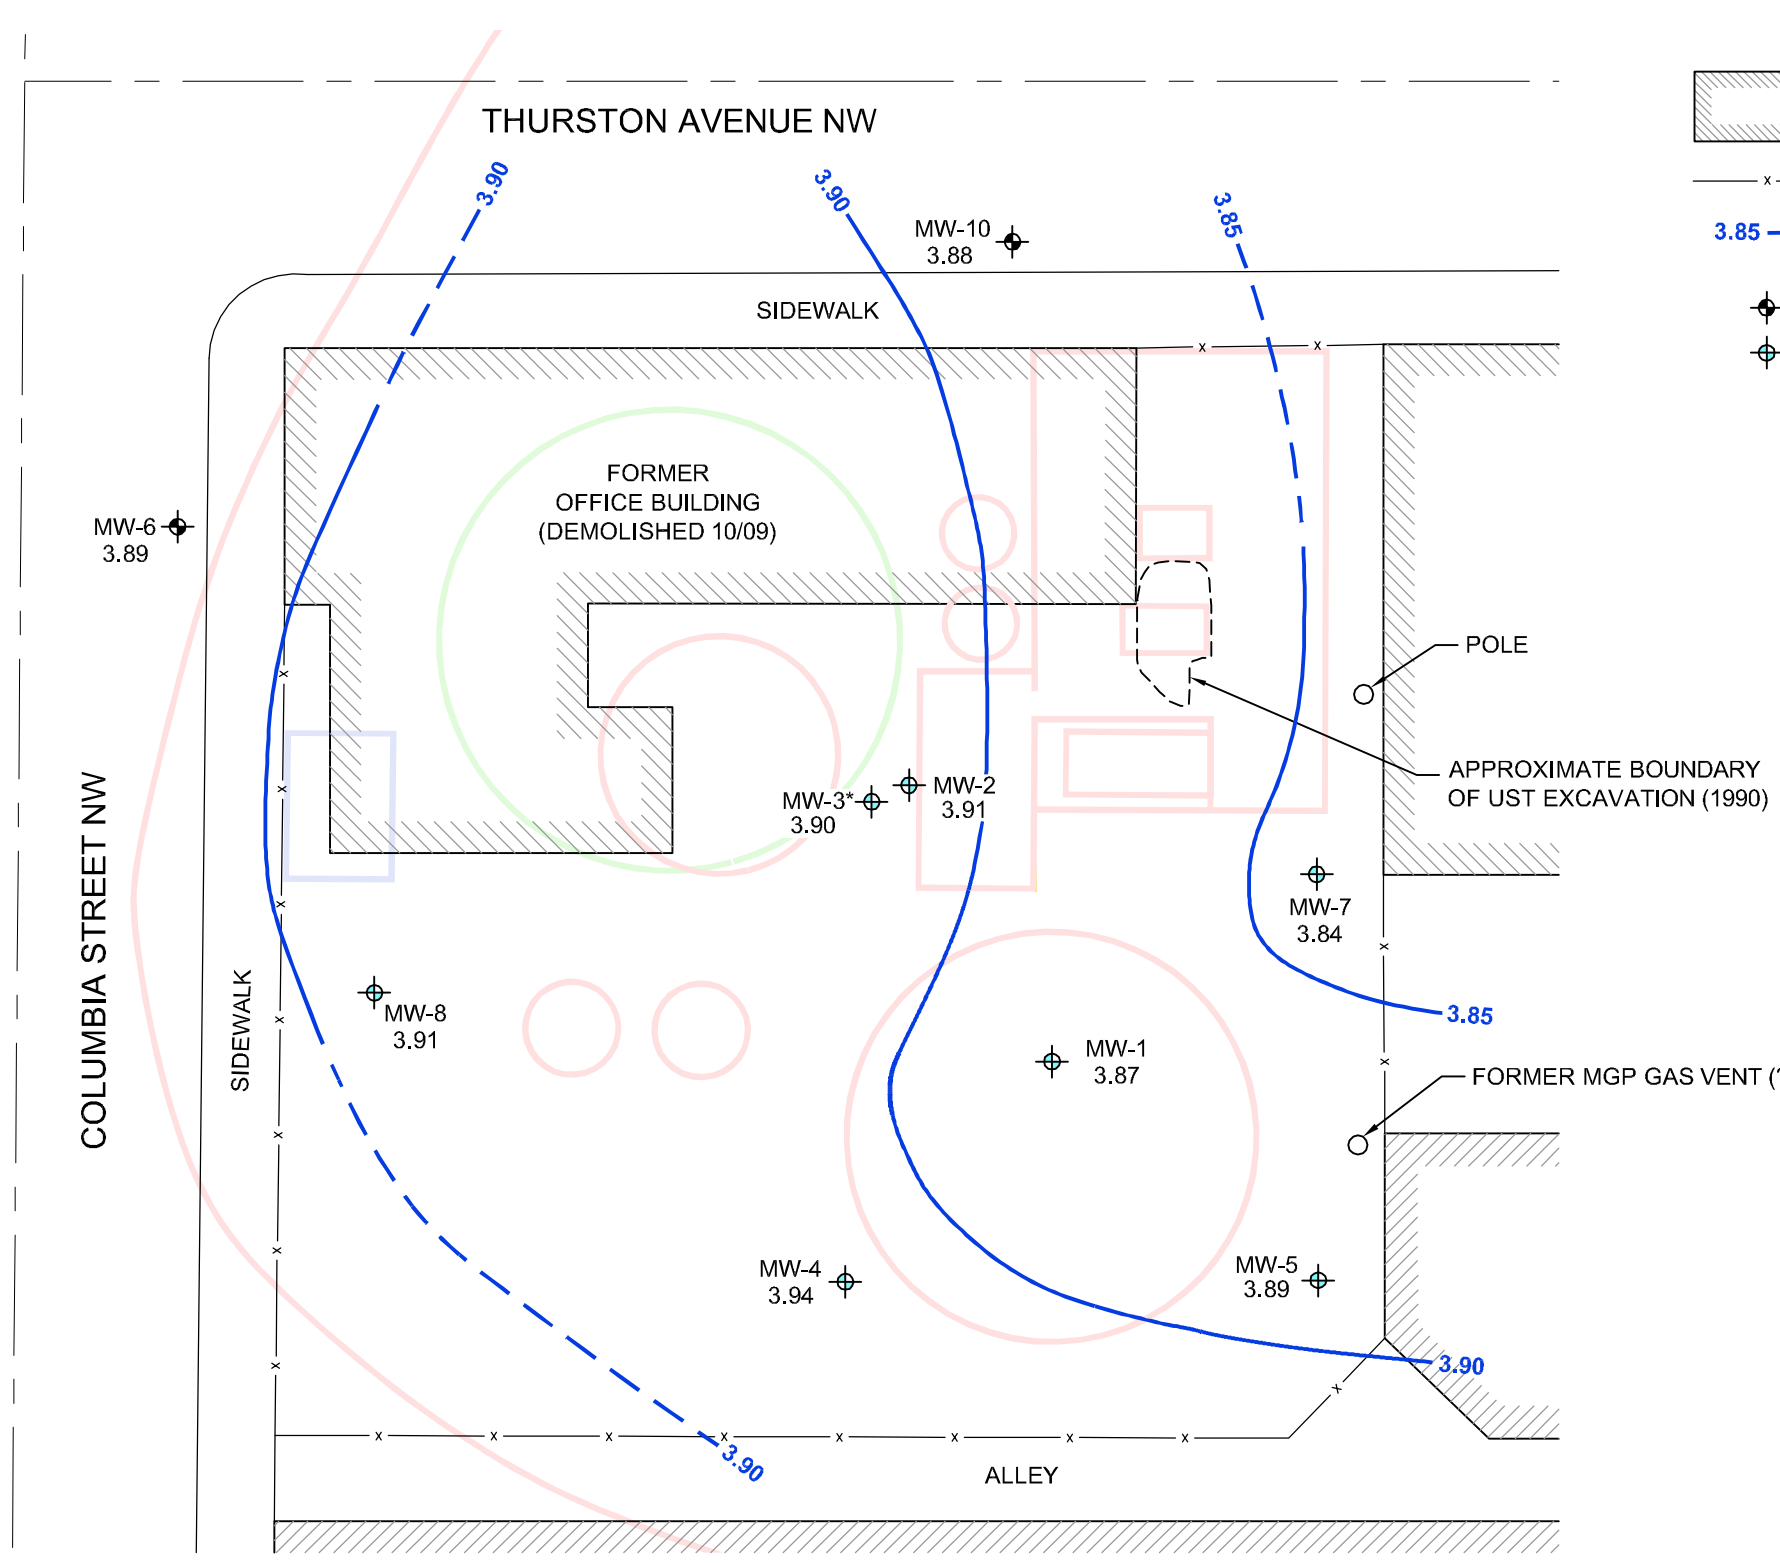 THURSTON AVENUE NW
3.90
3.90
3.85
3.85
MW-10
3.88
SIDEWALK
FORMER
OFFICE BUILDING
(DEMOLISHED 10/09)
MW-6
3.89
POLE
APPROXIMATE BOUNDARY
OF UST EXCAVATION (1990)
MW-2
3.91
MW-3*
3.90
MW-7
3.84
COLUMBIA STREET NW
SIDEWALK
MW-8
3.91
3.85
MW-1
3.87
FORMER MGP GAS VENT (?
MW-4
3.94
MW-5
3.89
3.90
3.90
ALLEY